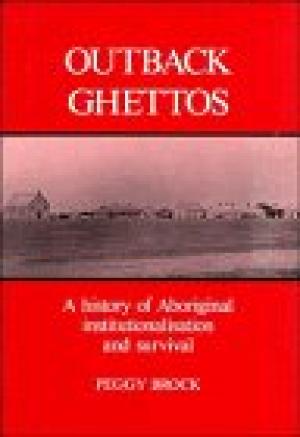 OUTBACK
GHETTOS
A history of Aboriginal
institutionalisation
and survival
PEGGY BROCK